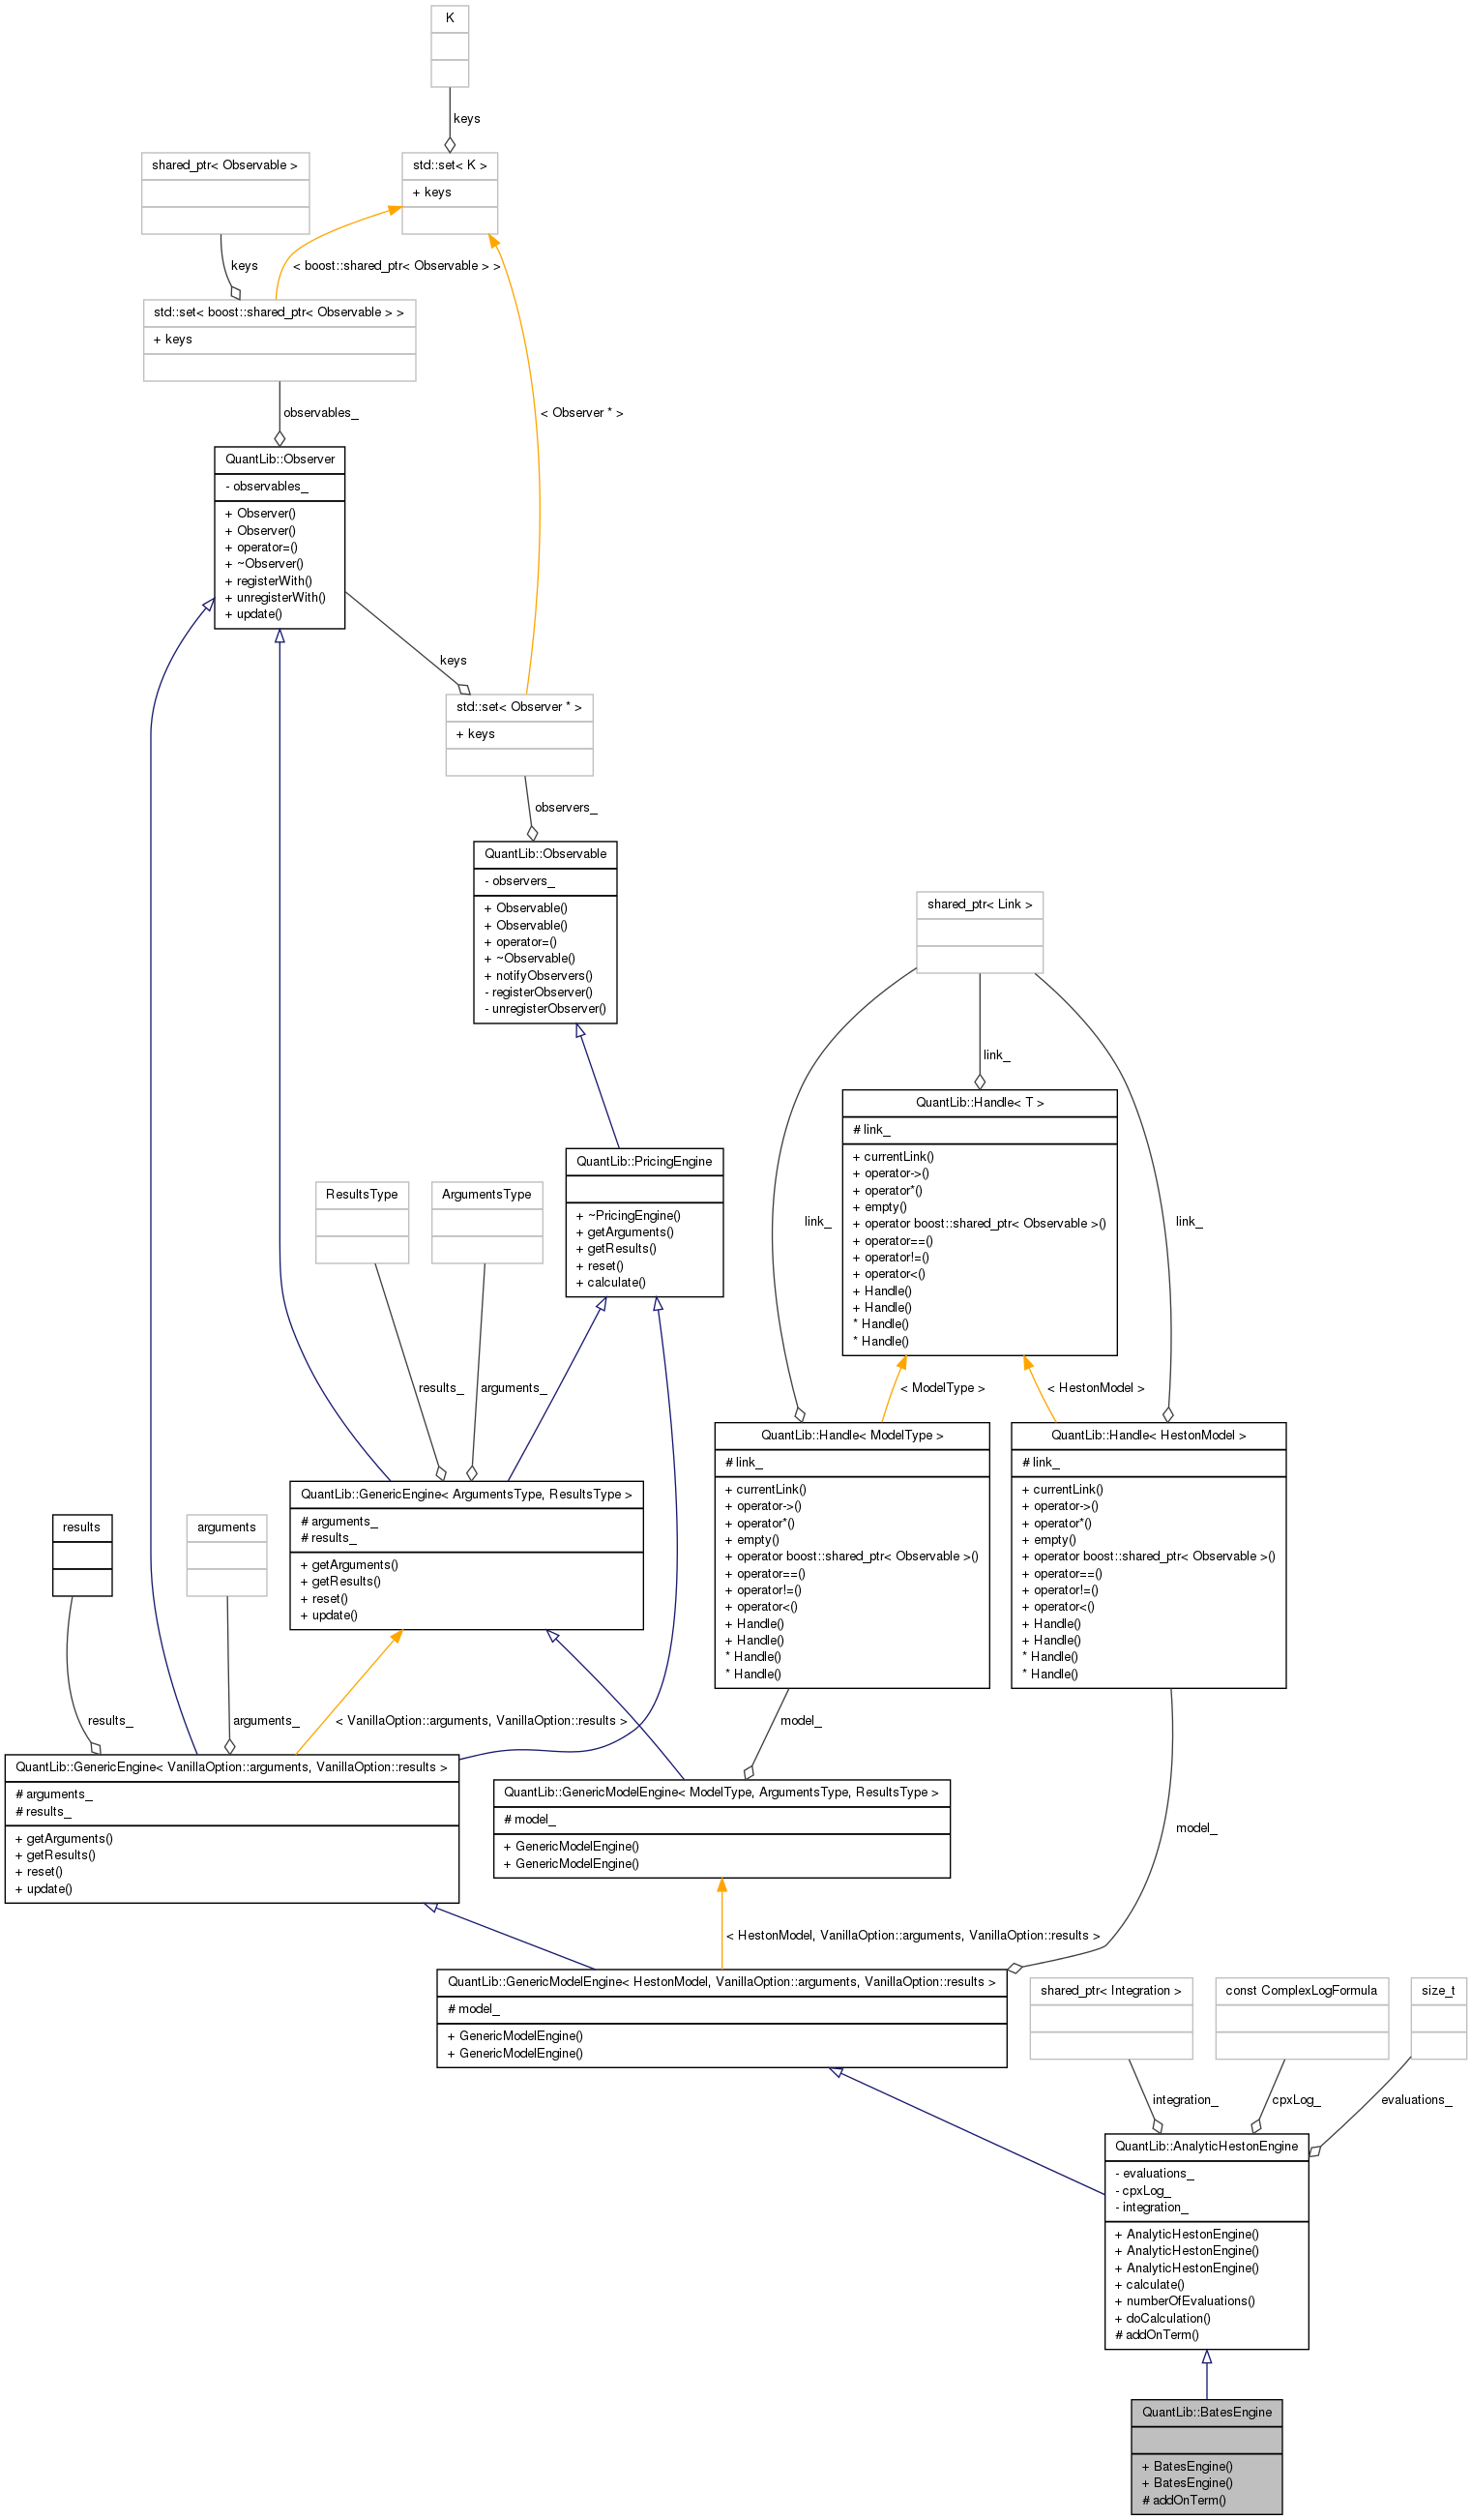 K
keys
shared_ptr< Observable >
std::set< K >
+ keys
keys
< boost::shared_ptr< Observable > >
std::set< boost::shared_ptr< Observable > >
+ keys
observables_
< Observer * >
QuantLib::Observer
- observables_
+ Observer()
+ Observer()
+ operator=()
+ ~Observer()
+ registerWith()
+ unregisterWith()
+ update()
keys
std::set< Observer * >
+ keys
observers_
QuantLib::Observable
- observers_
+ Observable()
+ Observable()
+ operator=()
+ ~Observable()
+ notifyObservers()
- registerObserver()
- unregisterObserver()
shared_ptr< Link >
link_
QuantLib::Handle< T >
# link_
+ currentLink()
+ operator->()
+ operator*()
+ empty()
+ operator boost::shared_ptr< Observable >()
+ operator==()
+ operator!=()
+ operator<()
+ Handle()
+ Handle()
* Handle()
* Handle()
QuantLib::PricingEngine
+ ~PricingEngine()
+ getArguments()
+ getResults()
+ reset()
+ calculate()
ResultsType
ArgumentsType
link_
link_
results_
arguments_
< ModelType >
< HestonModel >
QuantLib::Handle< ModelType >
# link_
+ currentLink()
+ operator->()
+ operator*()
+ empty()
+ operator boost::shared_ptr< Observable >()
+ operator==()
+ operator!=()
+ operator<()
+ Handle()
+ Handle()
* Handle()
* Handle()
QuantLib::Handle< HestonModel >
# link_
+ currentLink()
+ operator->()
+ operator*()
+ empty()
+ operator boost::shared_ptr< Observable >()
+ operator==()
+ operator!=()
+ operator<()
+ Handle()
+ Handle()
* Handle()
* Handle()
QuantLib::GenericEngine< ArgumentsType, ResultsType >
# arguments_
# results_
+ getArguments()
+ getResults()
+ reset()
+ update()
results
arguments
results_
arguments_
< VanillaOption::arguments, VanillaOption::results >
model_
QuantLib::GenericEngine< VanillaOption::arguments, VanillaOption::results >
# arguments_
# results_
+ getArguments()
+ getResults()
+ reset()
+ update()
QuantLib::GenericModelEngine< ModelType, ArgumentsType, ResultsType >
# model_
+ GenericModelEngine()
+ GenericModelEngine()
model_
< HestonModel, VanillaOption::arguments, VanillaOption::results >
QuantLib::GenericModelEngine< HestonModel, VanillaOption::arguments, VanillaOption::results >
# model_
+ GenericModelEngine()
+ GenericModelEngine()
shared_ptr< Integration >
const ComplexLogFormula
size_t
integration_
cpxLog_
evaluations_
QuantLib::AnalyticHestonEngine
- evaluations_
- cpxLog_
- integration_
+ AnalyticHestonEngine()
+ AnalyticHestonEngine()
+ AnalyticHestonEngine()
+ calculate()
+ numberOfEvaluations()
+ doCalculation()
# addOnTerm()
QuantLib::BatesEngine
+ BatesEngine()
+ BatesEngine()
# addOnTerm()